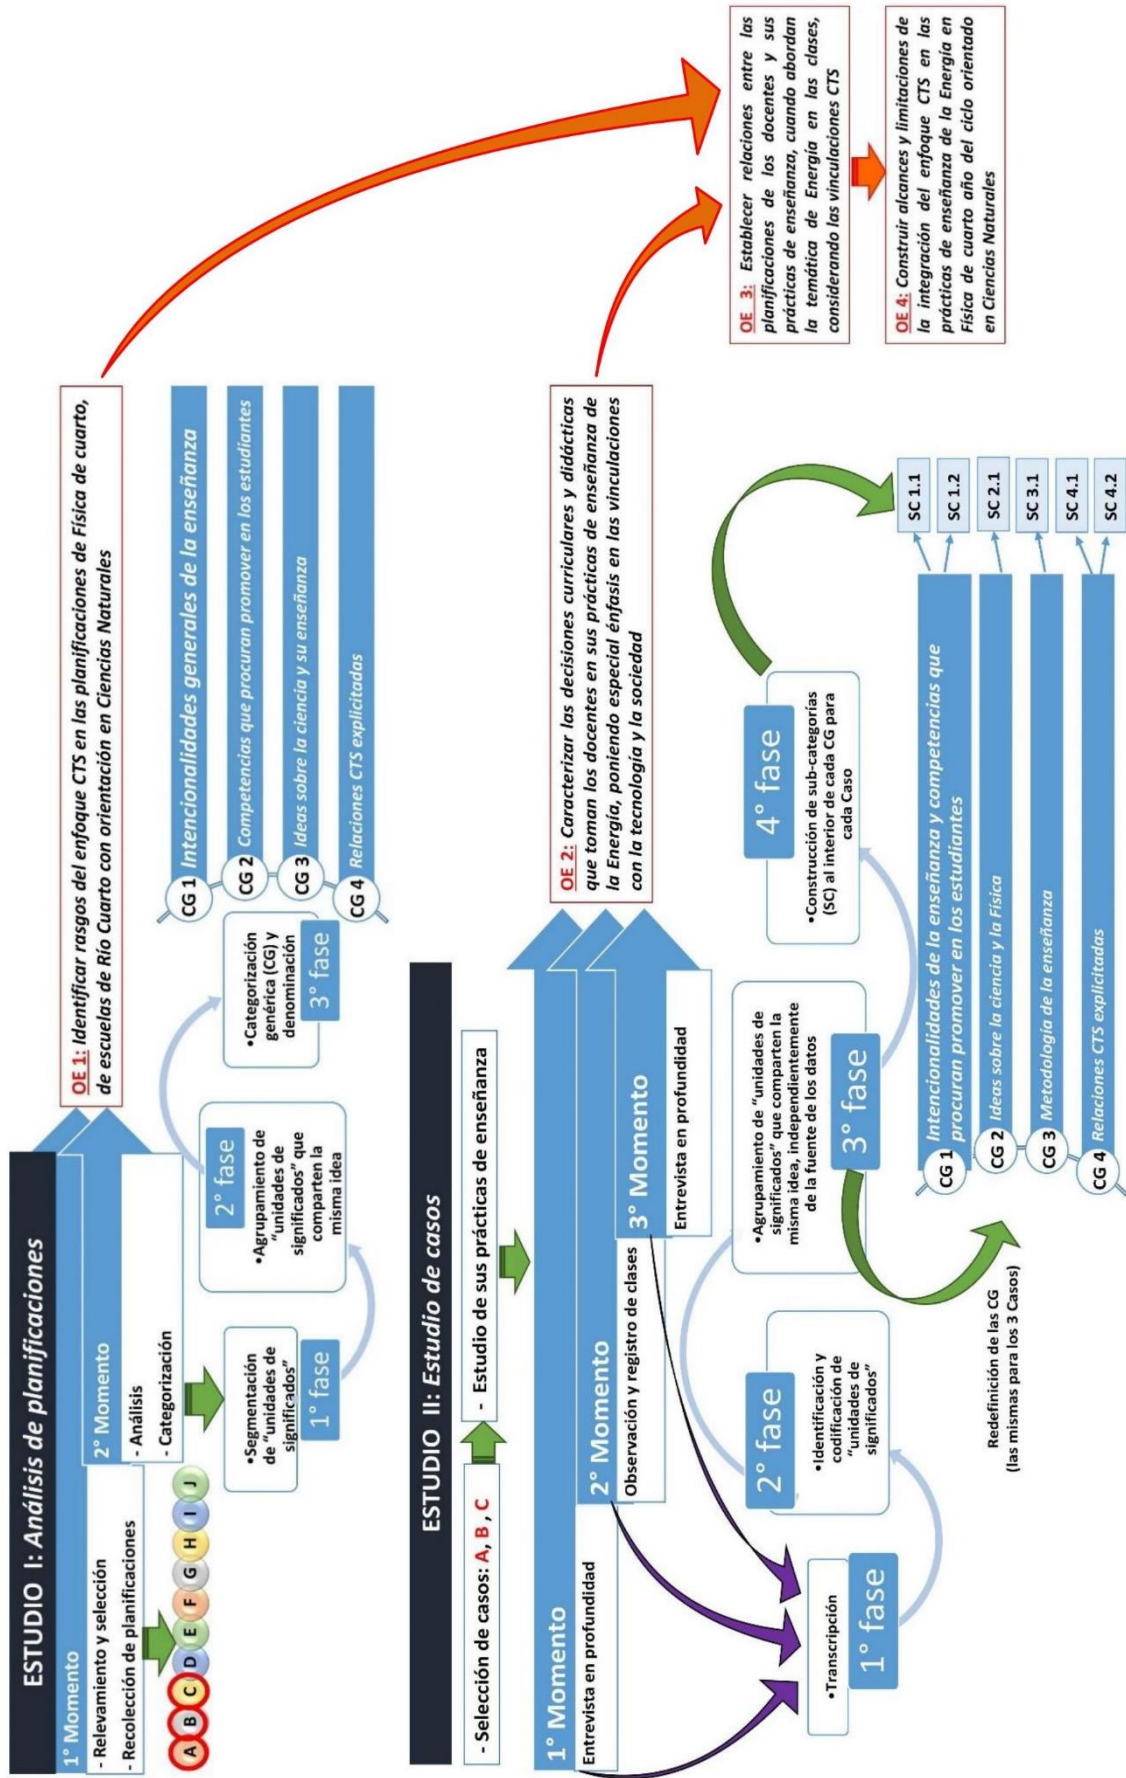 ESTUDIO I: Análisis de planificaciones
1° Momento
- Relevamiento y selección
- Recolección de planificaciones
A B C D E F G H I J
2° Momento
- Análisis
- Categorización
•Segmentación
de "unidades de
significados"
1° fase
2° fase
•Agrupamiento de
"unidades de
significados" que
comparten la
misma idea
•Categorización
genérica (CG) y
denominación
3° fase
CG 1 Intencionalidades generales de la enseñanza
CG 2 Competencias que procuran promover en los estudiantes
CG 3 Ideas sobre la ciencia y su enseñanza
CG 4 Relaciones CTS explicitadas
OE 1: Identificar rasgos del enfoque CTS en las planificaciones de Física de cuarto,
de escuelas de Río Cuarto con orientación en Ciencias Naturales
ESTUDIO II: Estudio de casos
- Selección de casos: A, B , C
- Estudio de sus prácticas de enseñanza
1° Momento
Entrevista en profundidad
2° Momento
Observación y registro de clases
3° Momento
Entrevista en profundidad
OE 2: Caracterizar las decisiones curriculares y didácticas
que toman los docentes en sus prácticas de enseñanza de
la Energía, poniendo especial énfasis en las vinculaciones
con la tecnología y la sociedad
•Transcripción
1° fase
2° fase
•Identificación y
codificación de
"unidades de
significados"
•Agrupamiento de "unidades de
significados" que comparten la
misma idea, independientemente
de la fuente de los datos
3° fase
4° fase
•Construcción de sub-categorías
(SC) al interior de cada CG para
cada Caso
Redefinición de las CG
(las mismas para los 3 Casos)
CG 1 Intencionalidades de la enseñanza y competencias que
procuran promover en los estudiantes
CG 2 Ideas sobre la ciencia y la Física
CG 3 Metodología de la enseñanza
CG 4 Relaciones CTS explicitadas
SC 1.1
SC 1.2
SC 2.1
SC 3.1
SC 4.1
SC 4.2
OE 3: Establecer relaciones entre las
planificaciones de los docentes y sus
prácticas de enseñanza, cuando abordan
la temática de Energía en las clases,
considerando las vinculaciones CTS
OE 4: Construir alcances y limitaciones de
la integración del enfoque CTS en las
prácticas de enseñanza de la Energía en
Física de cuarto año del ciclo orientado
en Ciencias Naturales